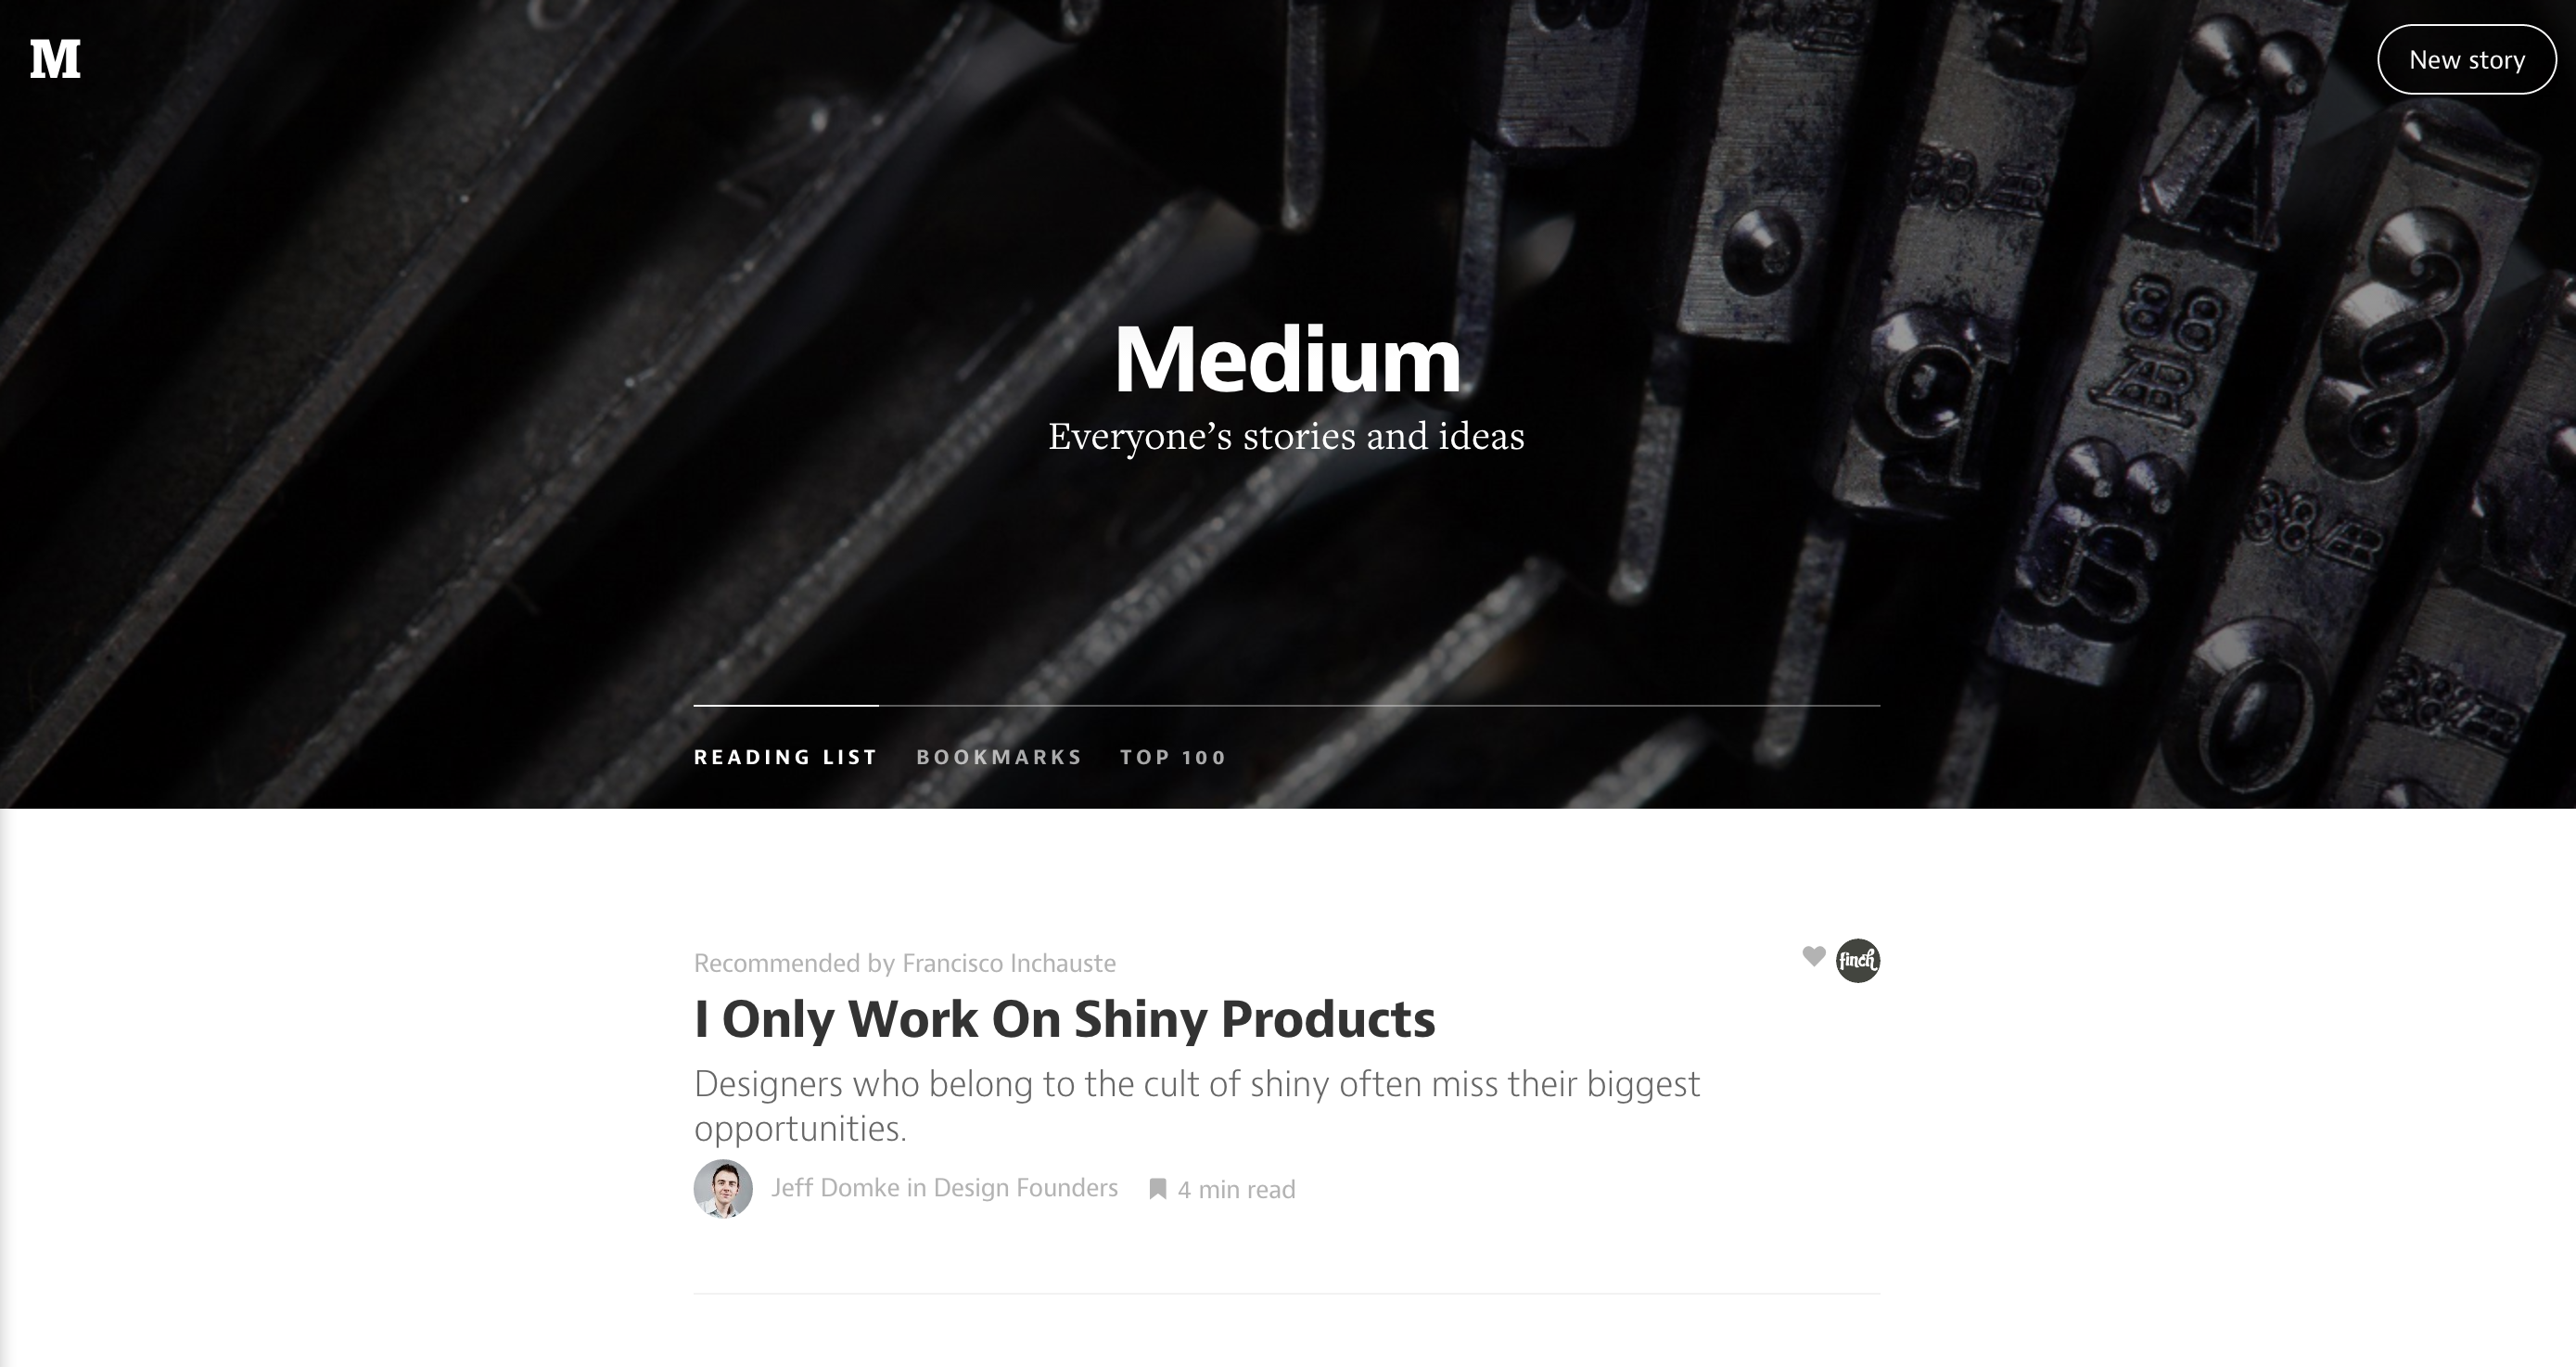 M
New story
Medium
Everyone’s stories and ideas
READING LIST BOOKMARKS TOP 100
Recommended by Francisco Inchauste
finch
I Only Work On Shiny Products
Designers who belong to the cult of shiny often miss their biggest
opportunities.
Jeff Domke in Design Founders 4 min read